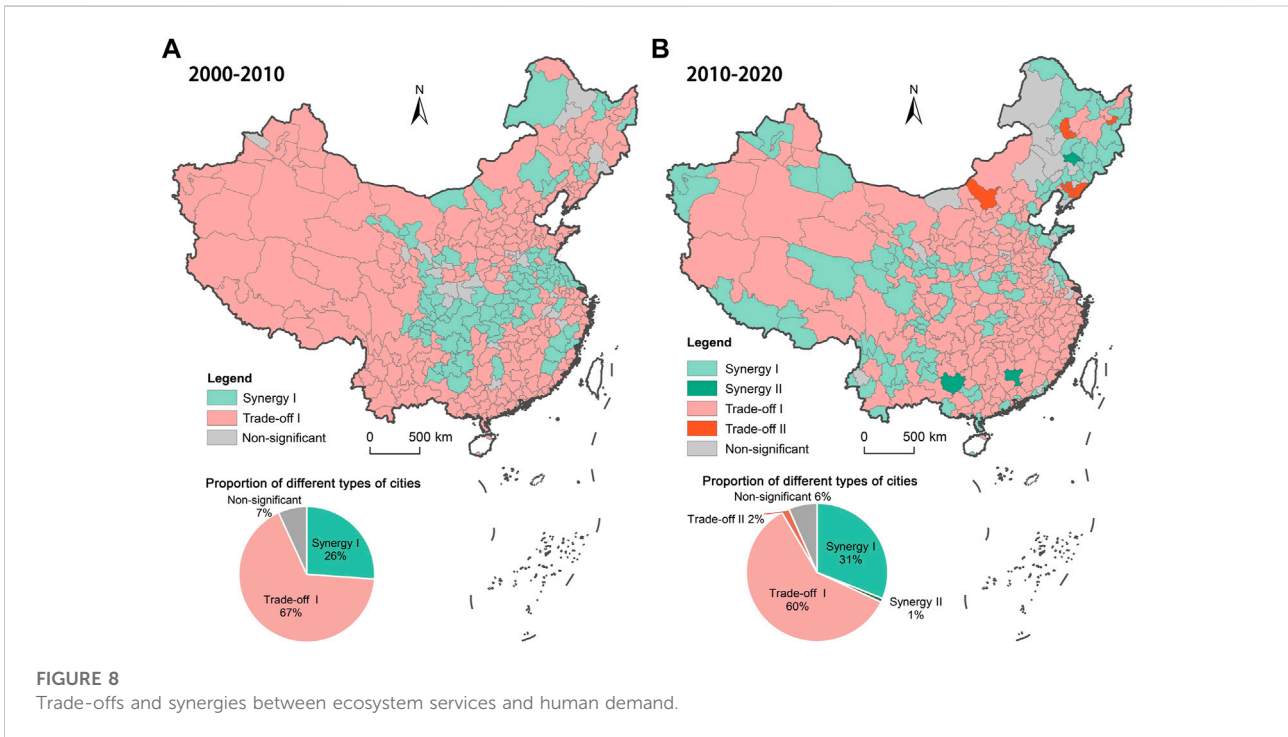 A
2000-2010
N
Legend
Synergy I
Trade-off I
Non-significant
0 500 km
Proportion of different types of cities
Non-significant
7%
Synergy I
26%
Trade-off I
67%
B
2010-2020
N
Legend
Synergy I
Synergy II
Trade-off I
Trade-off II
Non-significant
0 500 km
Proportion of different types of cities
Non-significant 6%
Trade-off II 2%
Synergy I
31%
Trade-off I
60%
Synergy II
1%
FIGURE 8
Trade-offs and synergies between ecosystem services and human demand.